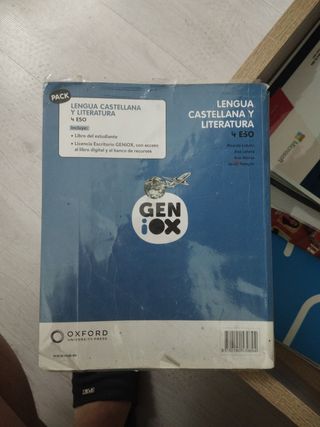 PACK
LENGUA CASTELLANA
Y LITERATURA
4 ESO
Incluye:
• Libro del estudiante
• Licencia Escritorio GENIOX, con acceso
al libro digital y al banco de recursos
LENGUA
CASTELLANA Y
LITERATURA
4 ESO
GEN
iOX
OXFORD
UNIVERSITY PRESS
Microsoft